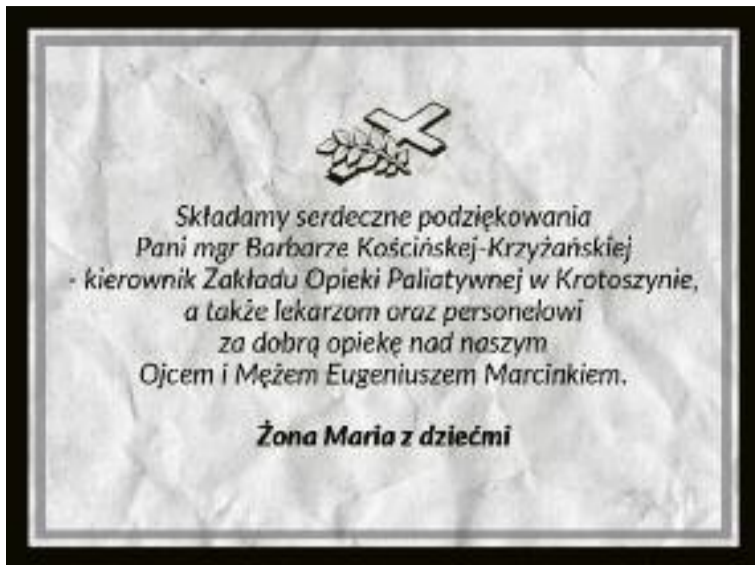 Składamy serdeczne podziękowania
Pani mgr Barbarze Kościńskej-Krzyżańskiej
- kierownik Zakładu Opieki Paliatywnej w Krotoszynie,
a także lekarzom oraz personelowi
za dobrą opiekę nad naszym
Ojcem i Mężem Eugeniuszem Marcinkiem.
Żona Maria z dziećmi